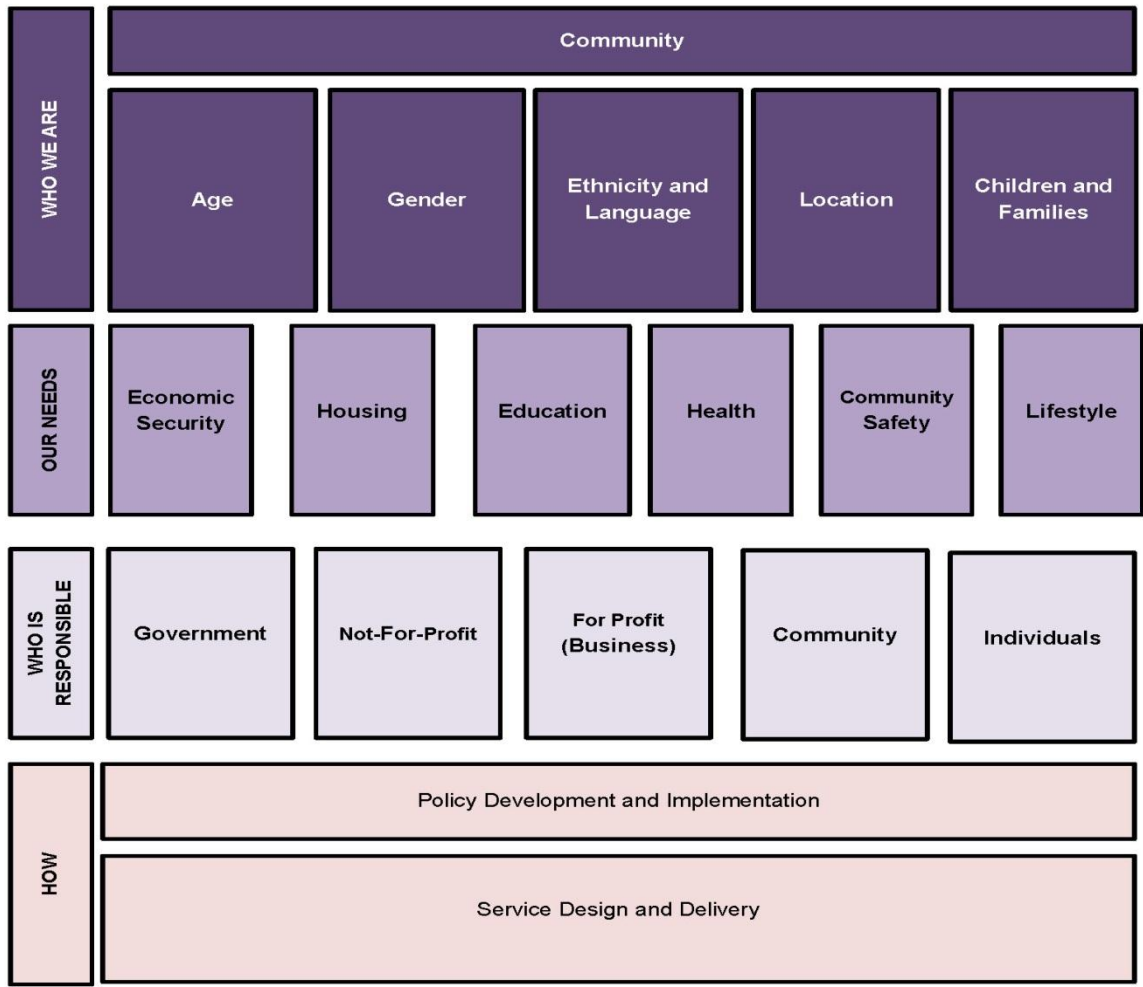 WHO WE ARE
Community
Age
Gender
Ethnicity and
Language
Location
Children and
Families
OUR NEEDS
Economic
Security
Housing
Education
Health
Community
Safety
Lifestyle
WHO IS
RESPONSIBLE
Government
Not-For-Profit
For Profit
(Business)
Community
Individuals
HOW
Policy Development and Implementation
Service Design and Delivery